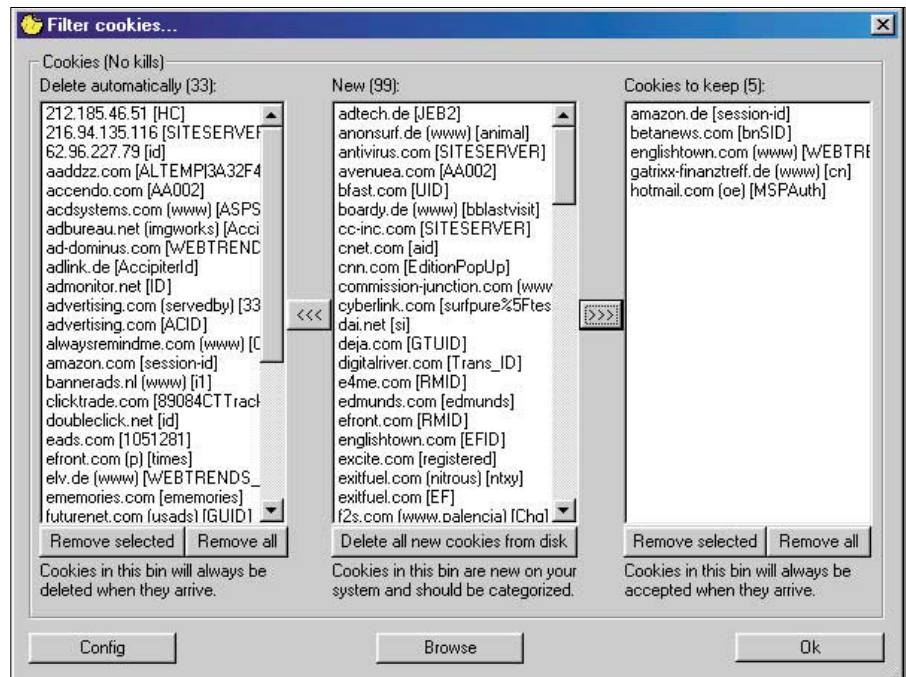 Filter cookies...
Cookies (No kills)
Delete automatically (33):
212.185.46.51 [HC]
216.94.135.116 [SITESERVER
62.96.227.79 [id]
aaddzz.com [ALTEMP|3A32F4
accendo.com [AA002]
acdsystems.com (www) [ASPS
adbureau.net (imgworks) [Acci
ad-dominus.com [WEBTREND
adlink.de [AccipiterId]
admonitor.net [ID]
advertising.com (servedby) [33
advertising.com [ACID]
alwaysremindme.com (www) [C
amazon.com [session-id]
bannerads.nl (www) [i1]
clicktrade.com [89084CTTrack
doubleclick.net [id]
eads.com [1051281]
efront.com (p) [times]
elv.de (www) [WEBTRENDS_
ememories.com [ememories]
futurenet.com (usads) [GUID]
Remove selected
Remove all
Cookies in this bin will always be
deleted when they arrive.
<<<
New (99):
adtech.de [JEB2]
anonsurf.de (www) [animal]
antivirus.com [SITESERVER]
avenuea.com [AA002]
bfast.com [UID]
boardy.de (www) [bblastvisit]
cc-inc.com [SITESERVER]
cnet.com [aid]
cnn.com [EditionPopUp]
commission-junction.com (www
cyberlink.com [surfpure%5Ftes
dai.net [si]
deja.com [GTUID]
digitalriver.com [Trans_ID]
e4me.com [RMID]
edmunds.com [edmunds]
efront.com [RMID]
englishtown.com [EFID]
excite.com [registered]
exitfuel.com (nitrous) [ntxy]
exitfuel.com [EF]
f2s.com (www.palencia) [Chq]
Delete all new cookies from disk
Cookies in this bin are new on your
system and should be categorized.
>>>
Cookies to keep (5):
amazon.de [session-id]
betanews.com [bnSID]
englishtown.com (www) [WEBTRE
gatrixx-finanztreff.de (www) [cn]
hotmail.com (oe) [MSPAuth]
Remove selected
Remove all
Cookies in this bin will always be
accepted when they arrive.
Config
Browse
Ok